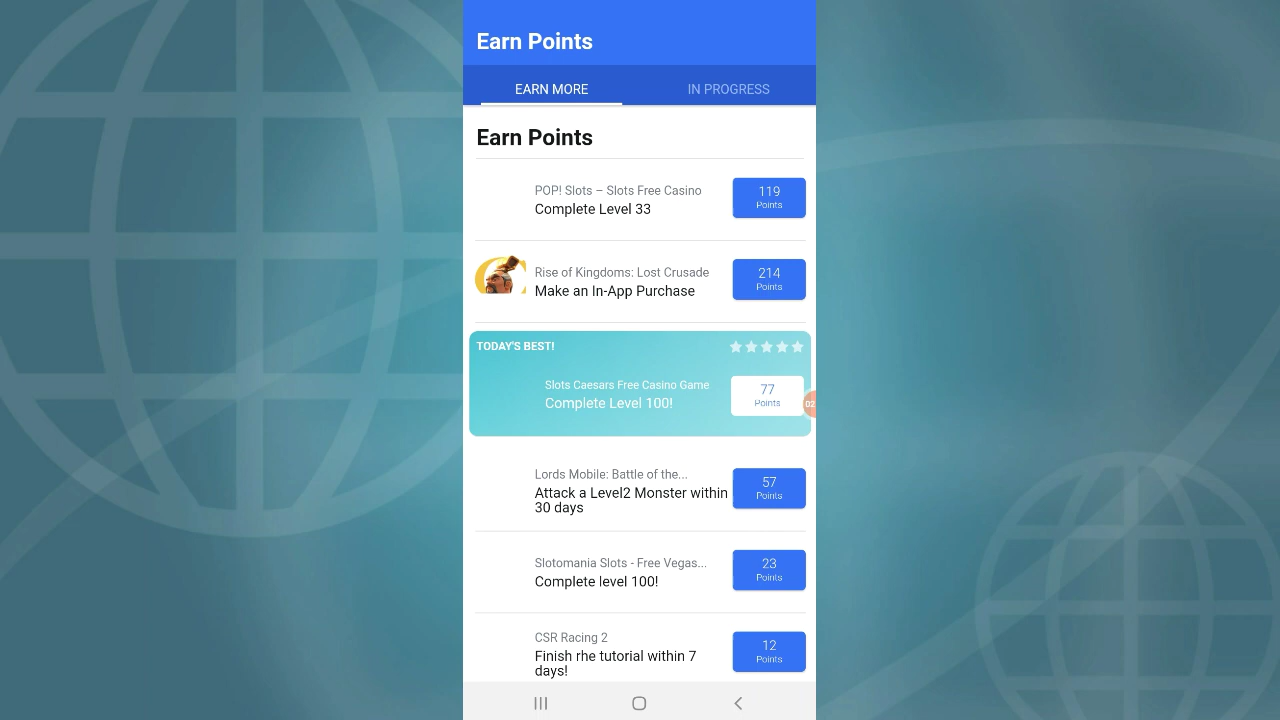 Earn Points
EARN MORE
IN PROGRESS
Earn Points
POP! Slots – Slots Free Casino
Complete Level 33
119
Points
Rise of Kingdoms: Lost Crusade
Make an In-App Purchase
214
Points
TODAY'S BEST!
Slots Caesars Free Casino Game
Complete Level 100!
77
Points
02
Lords Mobile: Battle of the...
Attack a Level2 Monster within
30 days
57
Points
Slotomania Slots - Free Vegas...
Complete level 100!
23
Points
CSR Racing 2
Finish rhe tutorial within 7
days!
12
Points